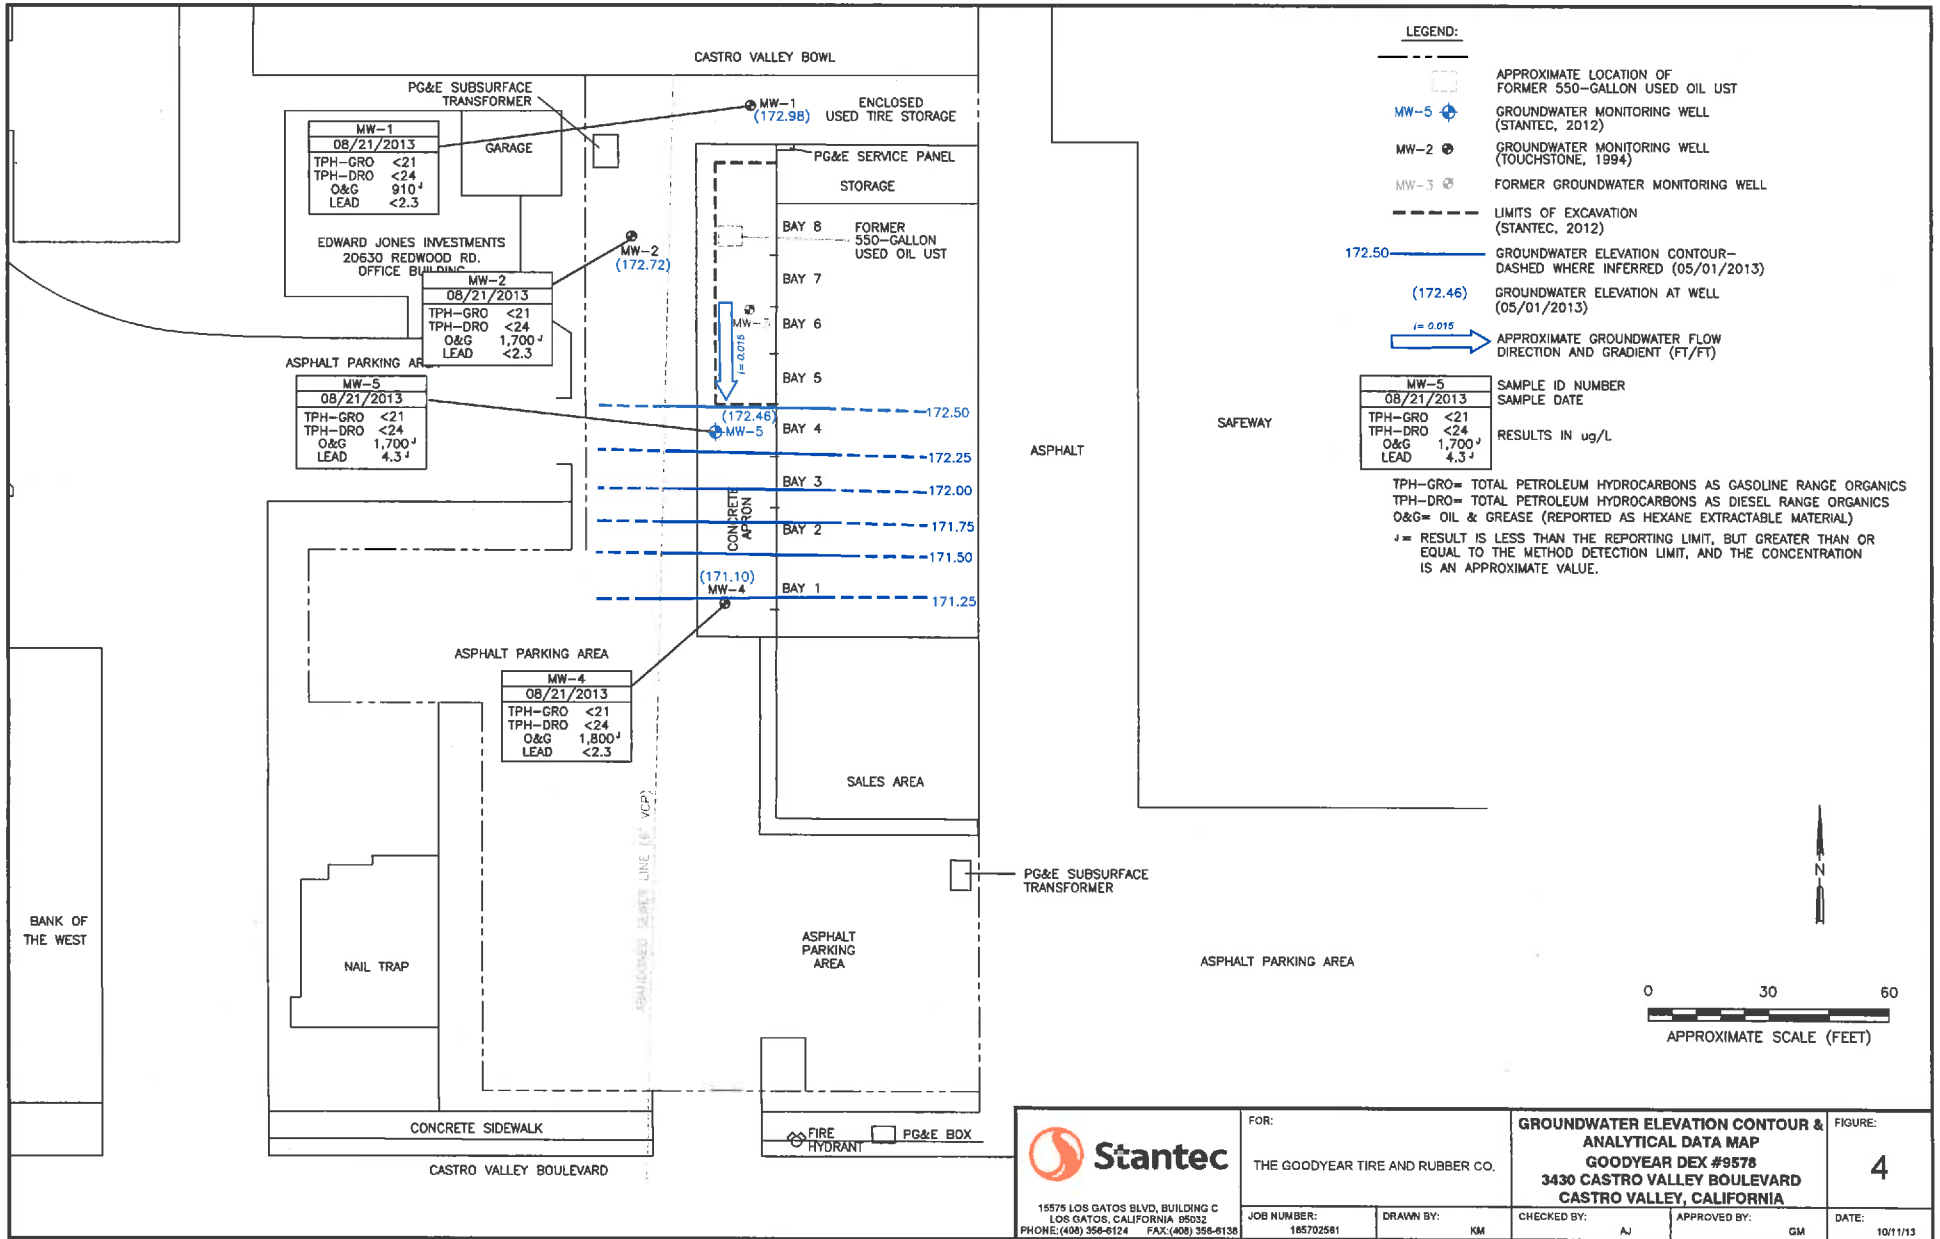 CASTRO VALLEY BOWL
PG&E SUBSURFACE
TRANSFORMER
MW-1
(172.98)
ENCLOSED
USED TIRE STORAGE
MW-1
08/21/2013
TPH-GRO <21
TPH-DRO <24
O&G 910 J
LEAD <2.3
GARAGE
PG&E SERVICE PANEL
STORAGE
EDWARD JONES INVESTMENTS
20630 REDWOOD RD.
OFFICE BUILDING
MW-2
(172.72)
BAY 8
FORMER
550-GALLON
USED OIL UST
MW-2
08/21/2013
TPH-GRO <21
TPH-DRO <24
O&G 1,700 J
LEAD <2.3
BAY 7
MW-3
BAY 6
i= 0.015
BAY 5
ASPHALT PARKING AREA
MW-5
08/21/2013
TPH-GRO <21
TPH-DRO <24
O&G 1,700 J
LEAD 4.3 J
172.50
(172.46)
MW-5
BAY 4
172.25
BAY 3
172.00
CONCRETE
APRON
171.75
BAY 2
171.50
(171.10)
MW-4
BAY 1
171.25
ASPHALT PARKING AREA
MW-4
08/21/2013
TPH-GRO <21
TPH-DRO <24
O&G 1,800 J
LEAD <2.3
SALES AREA
ABANDONED SEWER LINE (6" VCP)
PG&E SUBSURFACE
TRANSFORMER
ASPHALT
PARKING
AREA
BANK OF
THE WEST
NAIL TRAP
CONCRETE SIDEWALK
CASTRO VALLEY BOULEVARD
FIRE
HYDRANT
PG&E BOX
ASPHALT
SAFEWAY
ASPHALT PARKING AREA
LEGEND:
APPROXIMATE LOCATION OF
FORMER 550-GALLON USED OIL UST
MW-5 GROUNDWATER MONITORING WELL
(STANTEC, 2012)
MW-2 GROUNDWATER MONITORING WELL
(TOUCHSTONE, 1994)
MW-3 FORMER GROUNDWATER MONITORING WELL
LIMITS OF EXCAVATION
(STANTEC, 2012)
172.50 GROUNDWATER ELEVATION CONTOUR-
DASHED WHERE INFERRED (05/01/2013)
(172.46) GROUNDWATER ELEVATION AT WELL
(05/01/2013)
i= 0.015
APPROXIMATE GROUNDWATER FLOW
DIRECTION AND GRADIENT (FT/FT)
MW-5 SAMPLE ID NUMBER
08/21/2013 SAMPLE DATE
TPH-GRO <21
TPH-DRO <24
O&G 1,700 J
LEAD 4.3 J
RESULTS IN ug/L
TPH-GRO= TOTAL PETROLEUM HYDROCARBONS AS GASOLINE RANGE ORGANICS
TPH-DRO= TOTAL PETROLEUM HYDROCARBONS AS DIESEL RANGE ORGANICS
O&G= OIL & GREASE (REPORTED AS HEXANE EXTRACTABLE MATERIAL)
J= RESULT IS LESS THAN THE REPORTING LIMIT, BUT GREATER THAN OR
EQUAL TO THE METHOD DETECTION LIMIT, AND THE CONCENTRATION
IS AN APPROXIMATE VALUE.
N
0 30 60
APPROXIMATE SCALE (FEET)
Stantec
15575 LOS GATOS BLVD, BUILDING C
LOS GATOS, CALIFORNIA 95032
PHONE:(408) 356-6124 FAX:(408) 356-6138
FOR:
THE GOODYEAR TIRE AND RUBBER CO.
JOB NUMBER:
185702581
DRAWN BY:
KM
GROUNDWATER ELEVATION CONTOUR &
ANALYTICAL DATA MAP
GOODYEAR DEX #9578
3430 CASTRO VALLEY BOULEVARD
CASTRO VALLEY, CALIFORNIA
CHECKED BY:
AJ
APPROVED BY:
GM
FIGURE:
4
DATE:
10/11/13